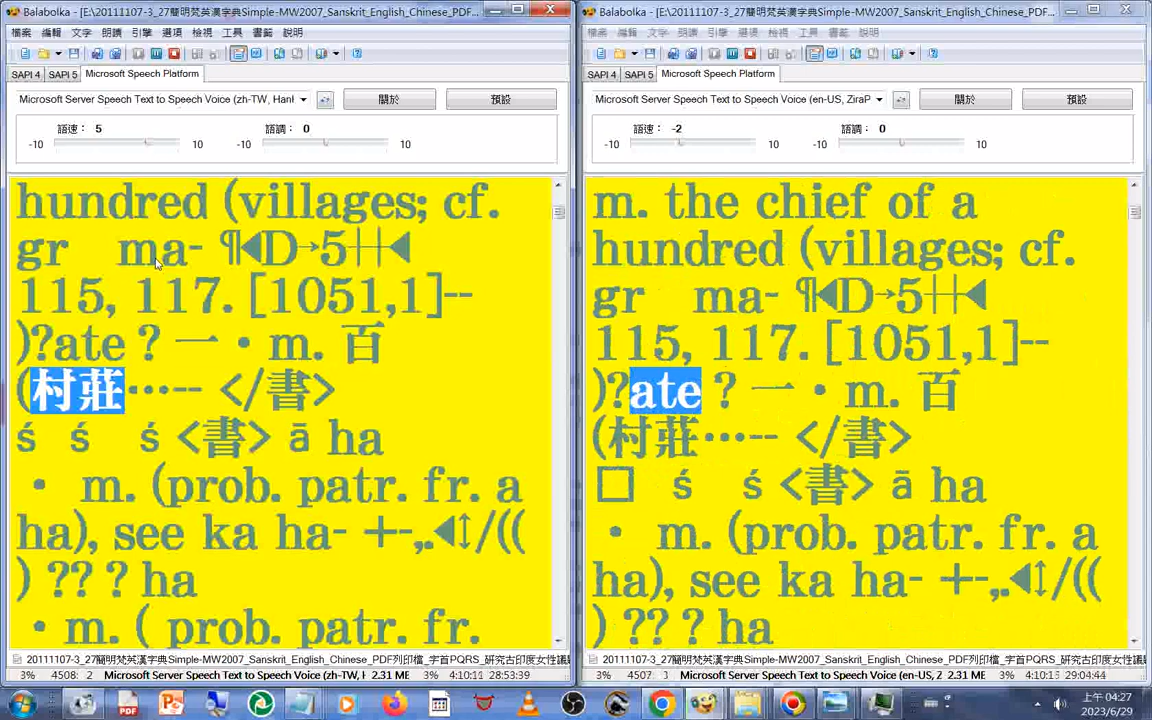 Balabolka - [E:\20111107-3_27簡明梵英漢字典Simple-MW2007_Sanskrit_English_Chinese_PDF...
檔案 編輯 文字 朗讀 引擎 選項 檢視 工具 書籤 說明
SAPI 4 SAPI 5 Microsoft Speech Platform
Microsoft Server Speech Text to Speech Voice (zh-TW, HanH
關於 預設
語速： 5 語調： 0
-10 10 -10 10
hundred (villages; cf.
gr ma- ¶◀D→5┼┤◀
115, 117. [1051,1]--
)?ate ? 一 • m. 百
(村莊…-- </書>
ś ś ś <書> ā ha
• m. (prob. patr. fr. a
ha), see ka ha- +-,.◀↕/((
) ?? ? ha
• m. ( prob. patr. fr.
20111107-3_27簡明梵英漢字典Simple-MW2007_Sanskrit_English_Chinese_PDF列印檔_字首PQRS_研究古印度女性議題
3% 4508: 2 Microsoft Server Speech Text to Speech Voice (zh-TW, H 2.31 ME 3% 4:10:11 28:53:39
Balabolka - [E:\20111107-3_27簡明梵英漢字典Simple-MW2007_Sanskrit_English_Chinese_PDF...
檔案 編輯 文字 朗讀 引擎 選項 檢視 工具 書籤 說明
SAPI 4 SAPI 5 Microsoft Speech Platform
Microsoft Server Speech Text to Speech Voice (en-US, ZiraP
關於 預設
語速： -2 語調： 0
-10 10 -10 10
m. the chief of a
hundred (villages; cf.
gr ma- ¶◀D→5┼┤◀
115, 117. [1051,1]--
)?ate ? 一 • m. 百
(村莊…-- </書>
□ ś ś <書> ā ha
• m. (prob. patr. fr. a
ha), see ka ha- +-,.◀↕/((
) ?? ? ha
20111107-3_27簡明梵英漢字典Simple-MW2007_Sanskrit_English_Chinese_PDF列印檔_字首PQRS_研究古印度女性議題
3% 4507 Microsoft Server Speech Text to Speech Voice (en-US, Z 2.31 ME 3% 4:10:1 29:04:44
PDF
上午 04:27
2023/6/29